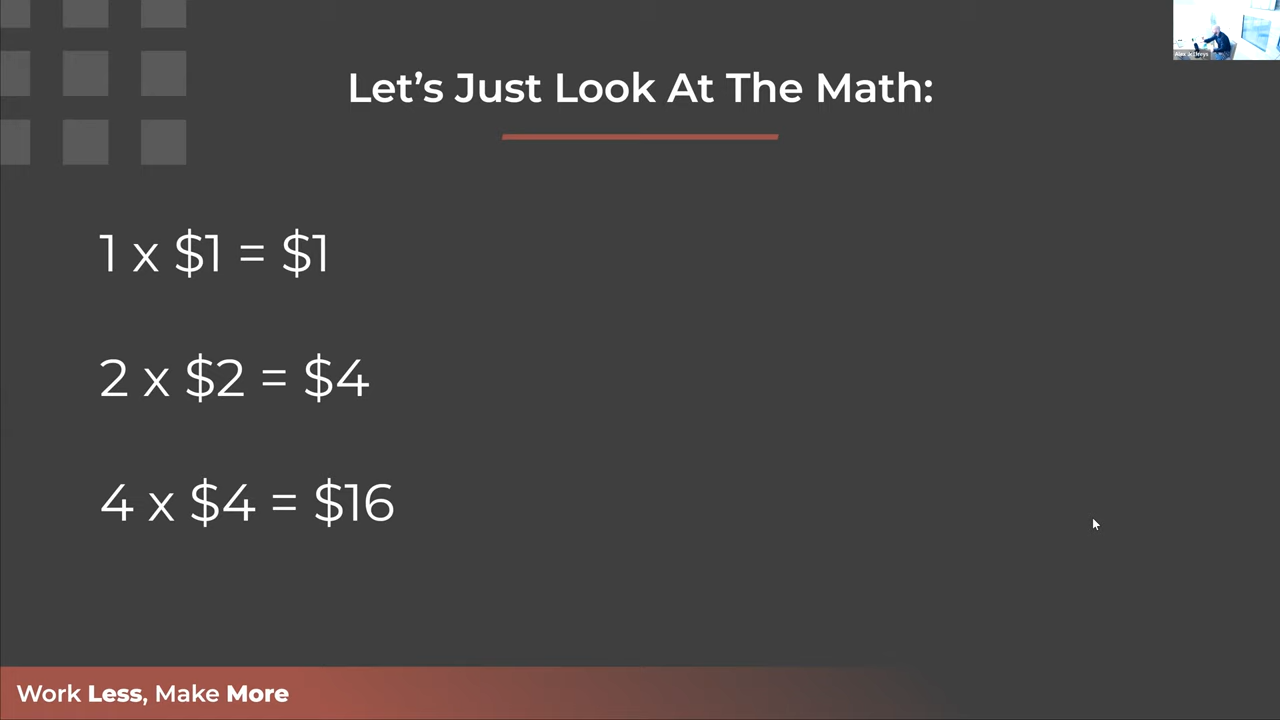 Let's Just Look At The Math:
1 x $1 = $1
2 x $2 = $4
4 x $4 = $16
Work Less, Make More